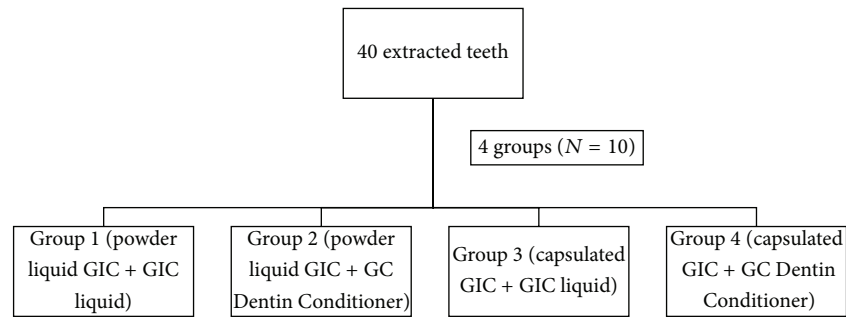 40 extracted teeth
4 groups (N = 10)
Group 1 (powder
liquid GIC + GIC
liquid)
Group 2 (powder
liquid GIC + GC
Dentin Conditioner)
Group 3 (capsulated
GIC + GIC liquid)
Group 4 (capsulated
GIC + GC Dentin
Conditioner)